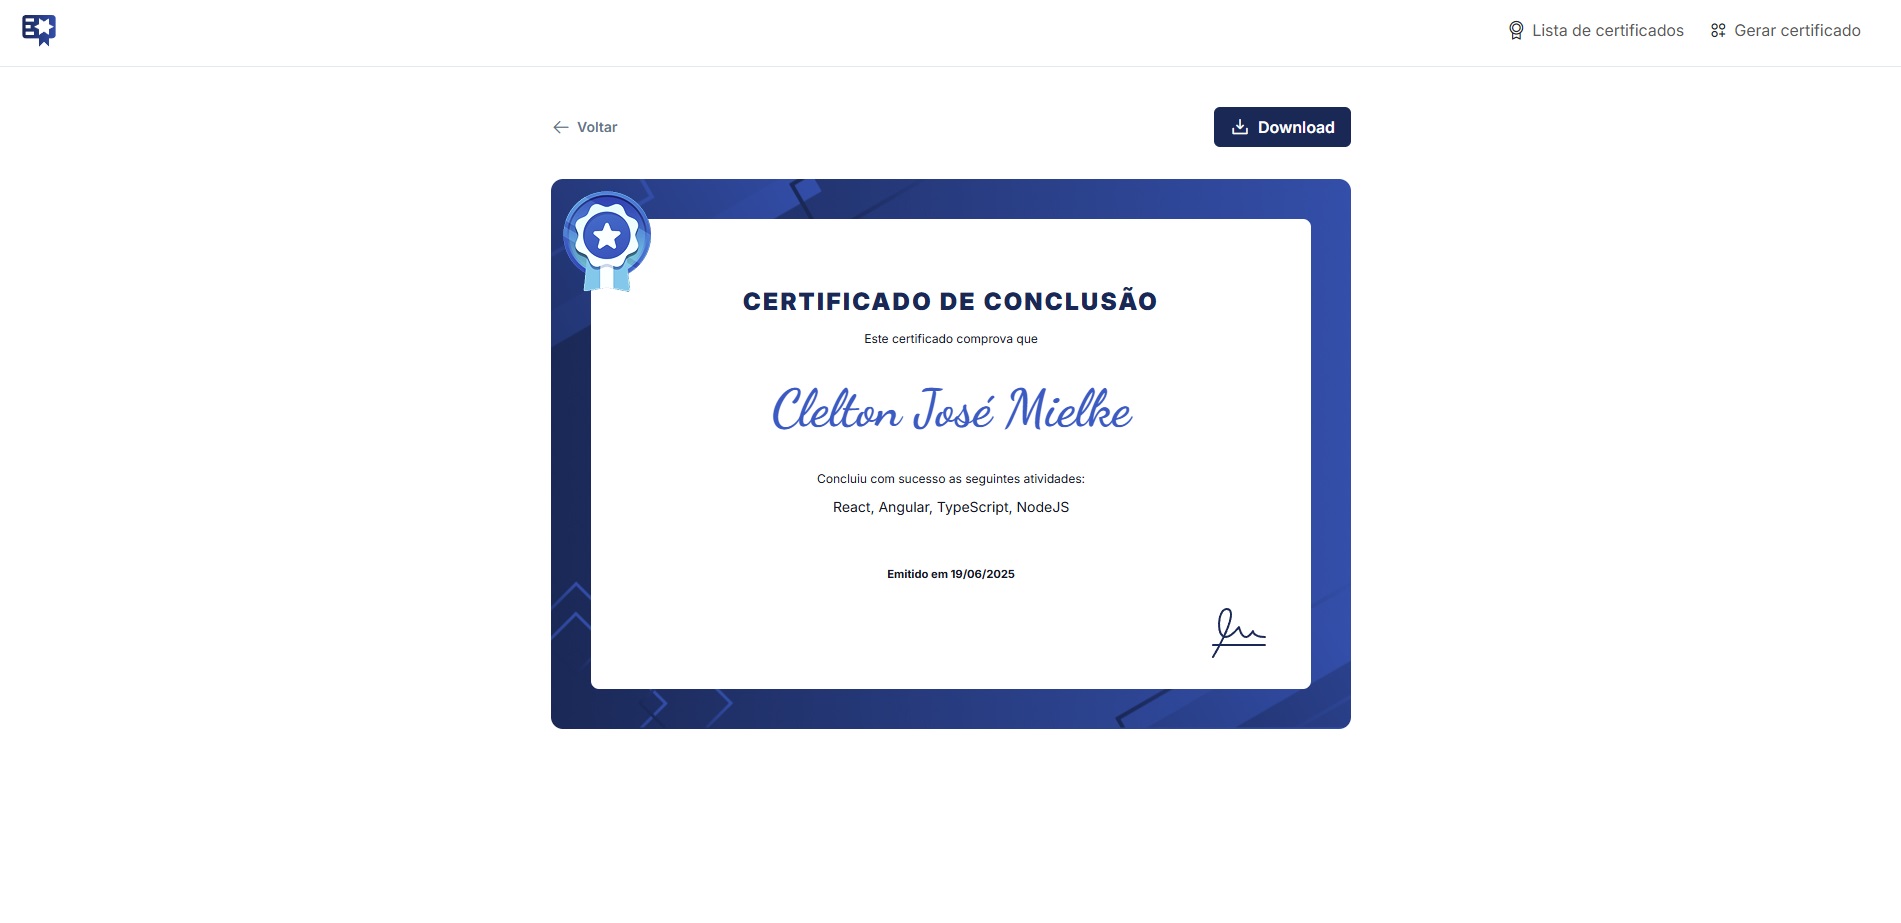 Lista de certificados
Gerar certificado
Voltar
Download
CERTIFICADO DE CONCLUSÃO
Este certificado comprova que
Clelton José Mielke
Concluiu com sucesso as seguintes atividades:
React, Angular, TypeScript, NodeJS
Emitido em 19/06/2025